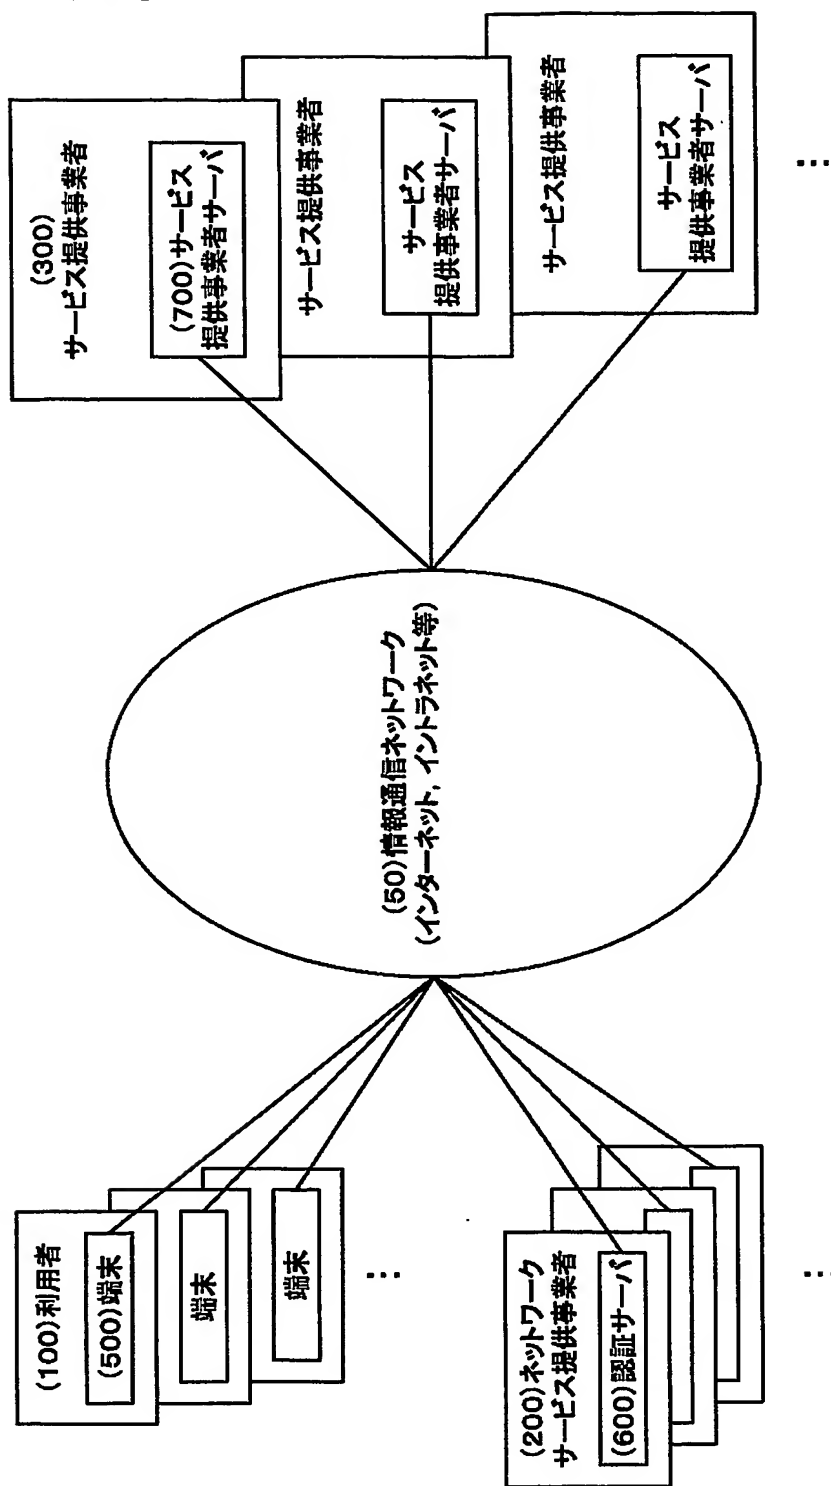 (100)利用者
(500)端末
端末
端末
⋮
(200)ネットワーク
サービス提供事業者
(600)認証サーバ
⋮
(50)情報通信ネットワーク
(インターネット, イントラネット等)
(300)
サービス提供事業者
(700)サービス
提供事業者サーバ
サービス提供事業者
サービス
提供事業者サーバ
サービス提供事業者
サービス
提供事業者サーバ
⋮